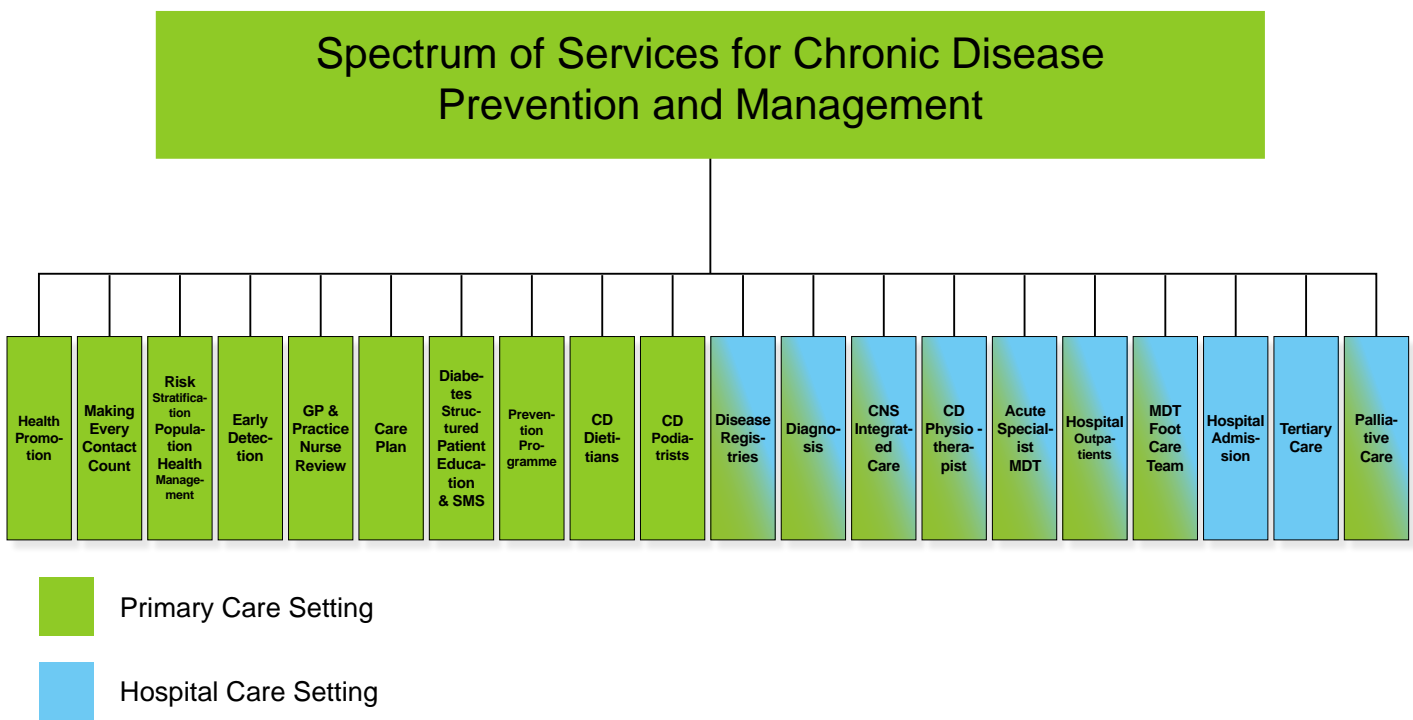 Spectrum of Services for Chronic Disease
Prevention and Management
Health
Promo-
tion
Making
Every
Contact
Count
Risk
Stratifica-
tion
Popula-
tion
Health
Manage-
ment
Early
Detec-
tion
GP &
Practice
Nurse
Review
Care
Plan
Diabe-
tes
Struc-
tured
Patient
Educa-
tion
& SMS
Preven-
tion
Pro-
gramme
CD
Dieti-
tians
CD
Podia-
trists
Disease
Regis-
tries
Diagno-
sis
CNS
Integrat-
ed
Care
CD
Physio -
thera-
pist
Acute
Special-
ist
MDT
Hospital
Outpa-
tients
MDT
Foot
Care
Team
Hospital
Admis-
sion
Tertiary
Care
Pallia-
tive
Care
Primary Care Setting
Hospital Care Setting